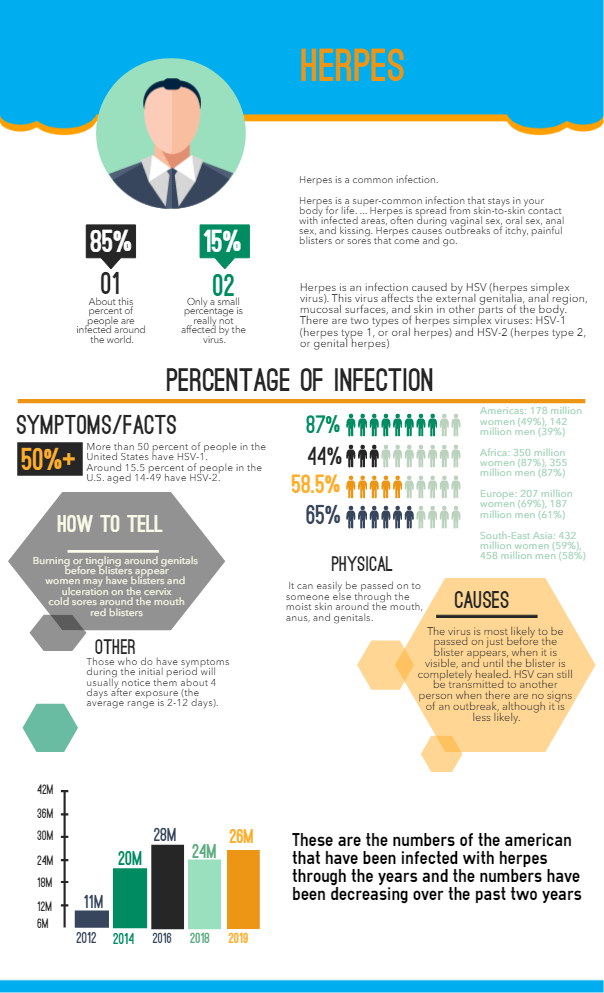 HERPES
Herpes is a common infection.
Herpes is a super-common infection that stays in your
body for life. ... Herpes is spread from skin-to-skin contact
with infected areas, often during vaginal sex, oral sex, anal
sex, and kissing. Herpes causes outbreaks of itchy, painful
blisters or sores that come and go.
85%
01
About this
percent of
people are
infected around
the world.
15%
02
Only a small
percentage is
really not
affected by the
virus.
Herpes is an infection caused by HSV (herpes simplex
virus). This virus affects the external genitalia, anal region,
mucosal surfaces, and skin in other parts of the body.
There are two types of herpes simplex viruses: HSV-1
(herpes type 1, or oral herpes) and HSV-2 (herpes type 2,
or genital herpes)
PERCENTAGE OF INFECTION
SYMPTOMS/FACTS
50%+
More than 50 percent of people in the
United States have HSV-1.
Around 15.5 percent of people in the
U.S. aged 14-49 have HSV-2.
87%
44%
58.5%
65%
Americas: 178 million
women (49%), 142
million men (39%)
Africa: 350 million
women (87%), 355
million men (87%)
Europe: 207 million
women (69%), 187
million men (61%)
South-East Asia: 432
million women (59%),
458 million men (58%)
HOW TO TELL
Burning or tingling around genitals
before blisters appear
women may have blisters and
ulceration on the cervix
cold sores around the mouth
red blisters
PHYSICAL
It can easily be passed on to
someone else through the
moist skin around the mouth,
anus, and genitals.
CAUSES
The virus is most likely to be
passed on just before the
blister appears, when it is
visible, and until the blister is
completely healed. HSV can still
be transmitted to another
person when there are no signs
of an outbreak, although it is
less likely.
OTHER
Those who do have symptoms
during the initial period will
usually notice them about 4
days after exposure (the
average range is 2-12 days).
42M
36M
30M
24M
18M
12M
6M
11M
20M
28M
24M
26M
2012
2014
2016
2018
2019
These are the numbers of the american
that have been infected with herpes
through the years and the numbers have
been decreasing over the past two years